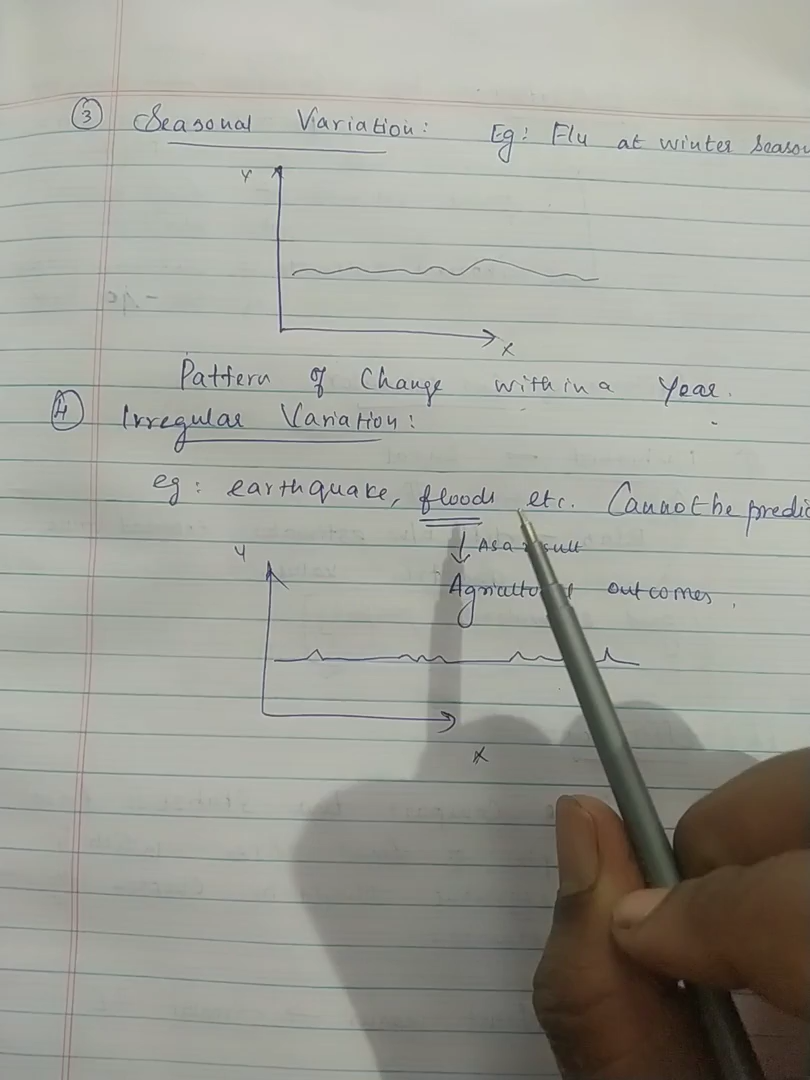 ③ Seasonal Variation: Eg: Flu at winter Season
Y
X
Pattern of Change within a Year.
④ Irregular Variation:
eg: earthquake, floods etc. Cannot be predic
As a result
Y
outcomes.
X